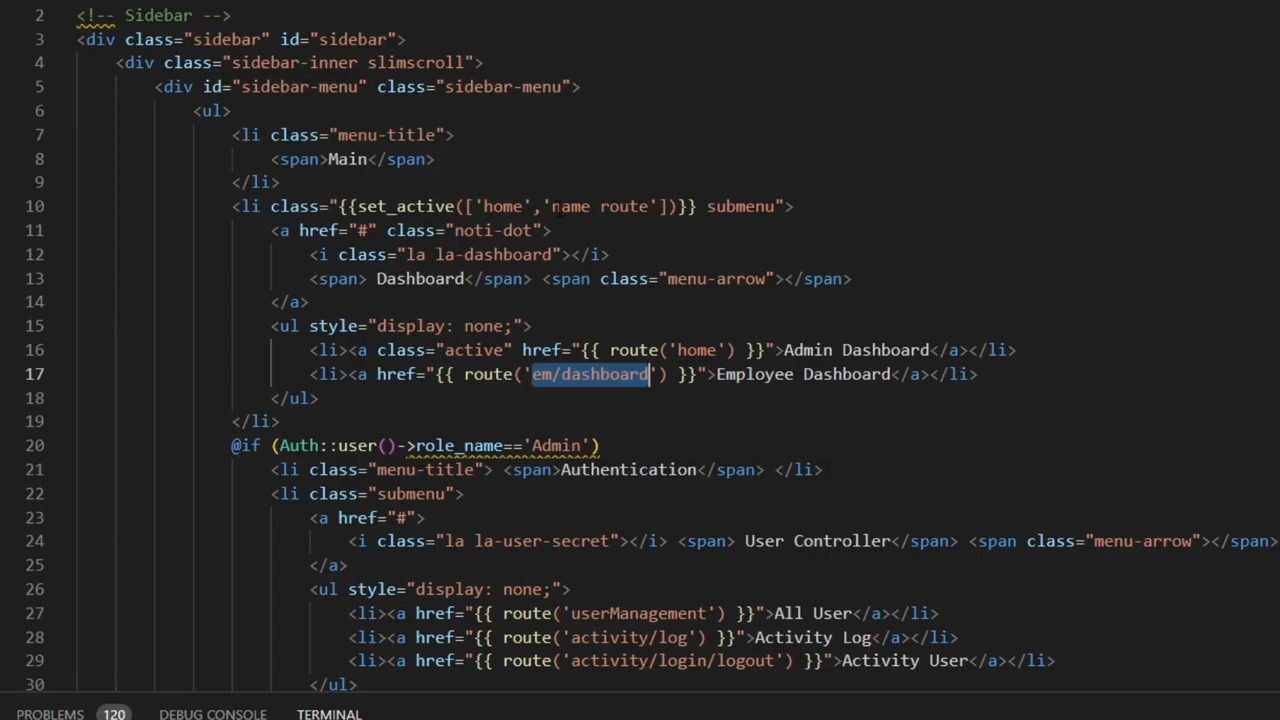 2 <!-- Sidebar -->
3 <div class="sidebar" id="sidebar">
4 <div class="sidebar-inner slimscroll">
5 <div id="sidebar-menu" class="sidebar-menu">
6 <ul>
7 <li class="menu-title">
8 <span>Main</span>
9 </li>
10 <li class="{{set_active(['home','name route'])}} submenu">
11 <a href="#" class="noti-dot">
12 <i class="la la-dashboard"></i>
13 <span> Dashboard</span> <span class="menu-arrow"></span>
14 </a>
15 <ul style="display: none;">
16 <li><a class="active" href="{{ route('home') }}">Admin Dashboard</a></li>
17 <li><a href="{{ route('em/dashboard') }}">Employee Dashboard</a></li>
18 </ul>
19 </li>
20 @if (Auth::user()->role_name=='Admin')
21 <li class="menu-title"> <span>Authentication</span> </li>
22 <li class="submenu">
23 <a href="#">
24 <i class="la la-user-secret"></i> <span> User Controller</span> <span class="menu-arrow"></span>
25 </a>
26 <ul style="display: none;">
27 <li><a href="{{ route('userManagement') }}">All User</a></li>
28 <li><a href="{{ route('activity/log') }}">Activity Log</a></li>
29 <li><a href="{{ route('activity/login/logout') }}">Activity User</a></li>
30 </ul>
PROBLEMS 120 DEBUG CONSOLE TERMINAL